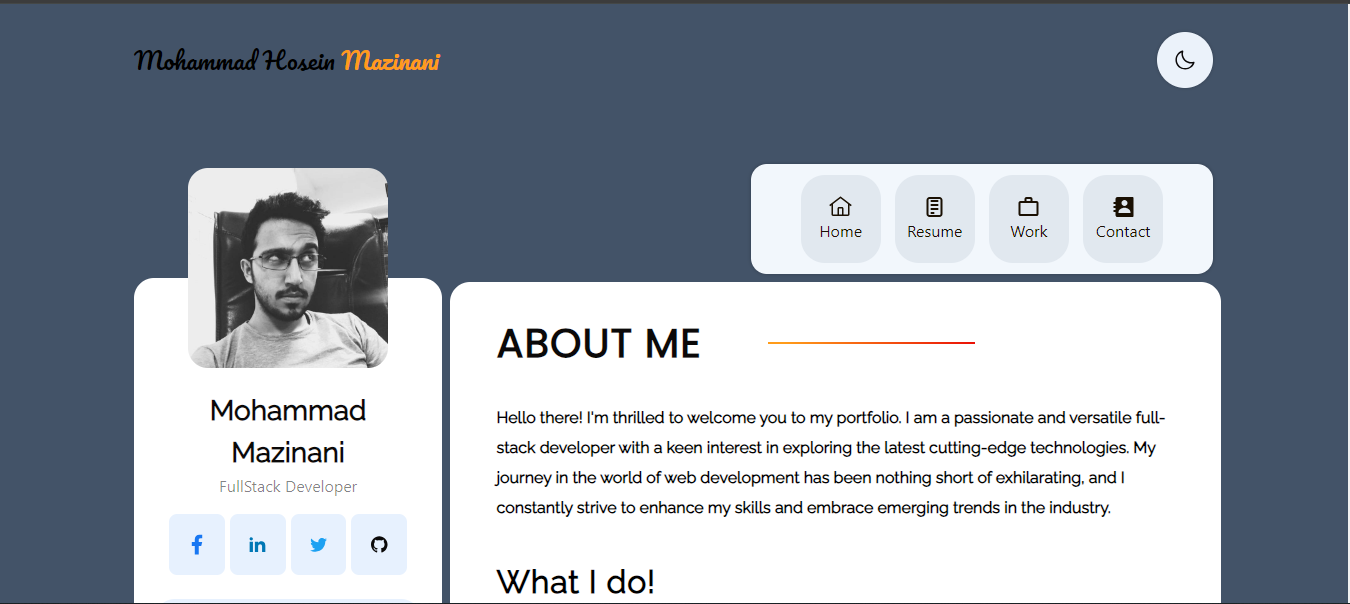 Mohammad Hosein Mazinani
Home Resume Work Contact
Mohammad
Mazinani
FullStack Developer
ABOUT ME
Hello there! I'm thrilled to welcome you to my portfolio. I am a passionate and versatile full-
stack developer with a keen interest in exploring the latest cutting-edge technologies. My
journey in the world of web development has been nothing short of exhilarating, and I
constantly strive to enhance my skills and embrace emerging trends in the industry.
What I do!